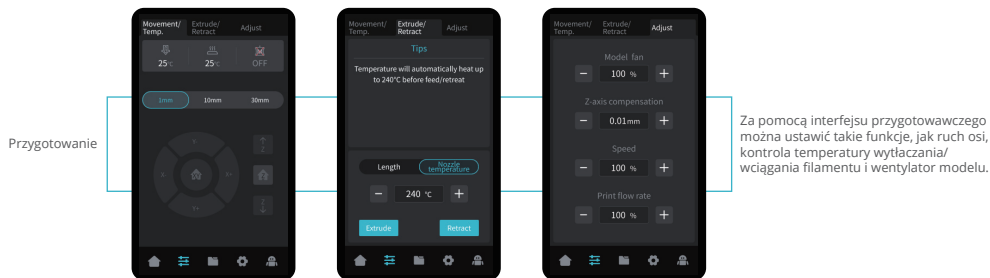 Przygotowanie
Movement/
Temp.
Extrude/
Retract
Adjust
25°C
25°C
OFF
1mm
10mm
30mm
Y-
X-
X+
Y+
Z
Z
Movement/
Temp.
Extrude/
Retract
Adjust
Tips
Temperature will automatically heat up
to 240°C before feed/retreat
Length
Nozzle
temperature
− 240 °C +
Extrude
Retract
Movement/
Temp.
Extrude/
Retract
Adjust
Model fan
− 100 % +
Z-axis compensation
− 0.01mm +
Speed
− 100 % +
Print flow rate
− 100 % +
Za pomocą interfejsu przygotowawczego
można ustawić takie funkcje, jak ruch osi,
kontrola temperatury wytłaczania/
wciągania filamentu i wentylator modelu.